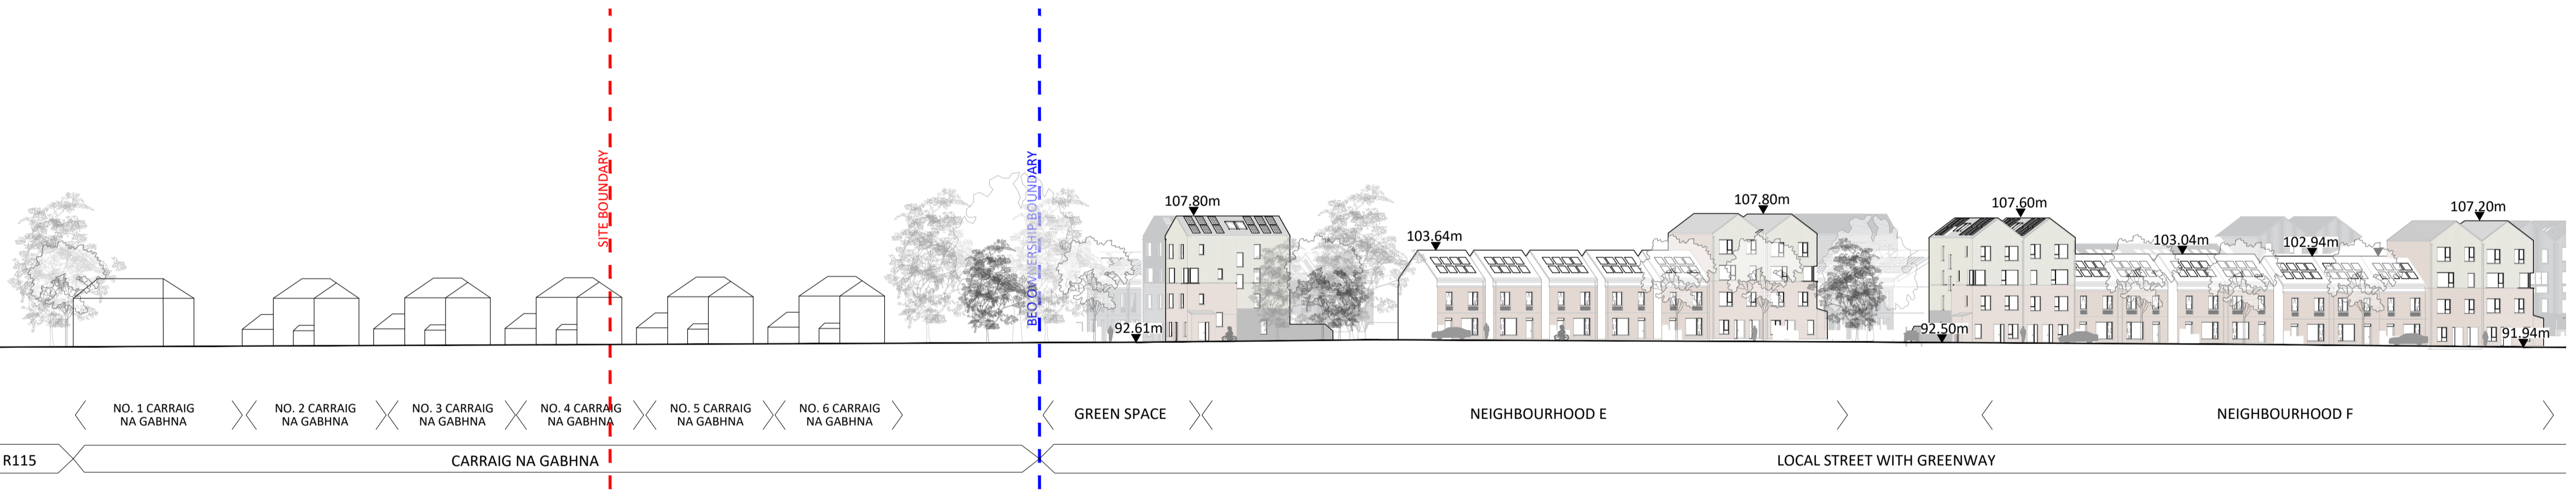 SITE BOUNDARY
BEO OWNERSHIP BOUNDARY
107.80m
103.64m
107.80m
107.60m
103.04m
102.94m
107.20m
92.61m
92.50m
91.94m
NO. 1 CARRAIG
NA GABHNA
NO. 2 CARRAIG
NA GABHNA
NO. 3 CARRAIG
NA GABHNA
NO. 4 CARRAIG
NA GABHNA
NO. 5 CARRAIG
NA GABHNA
NO. 6 CARRAIG
NA GABHNA
GREEN SPACE
NEIGHBOURHOOD E
NEIGHBOURHOOD F
R115
CARRAIG NA GABHNA
LOCAL STREET WITH GREENWAY